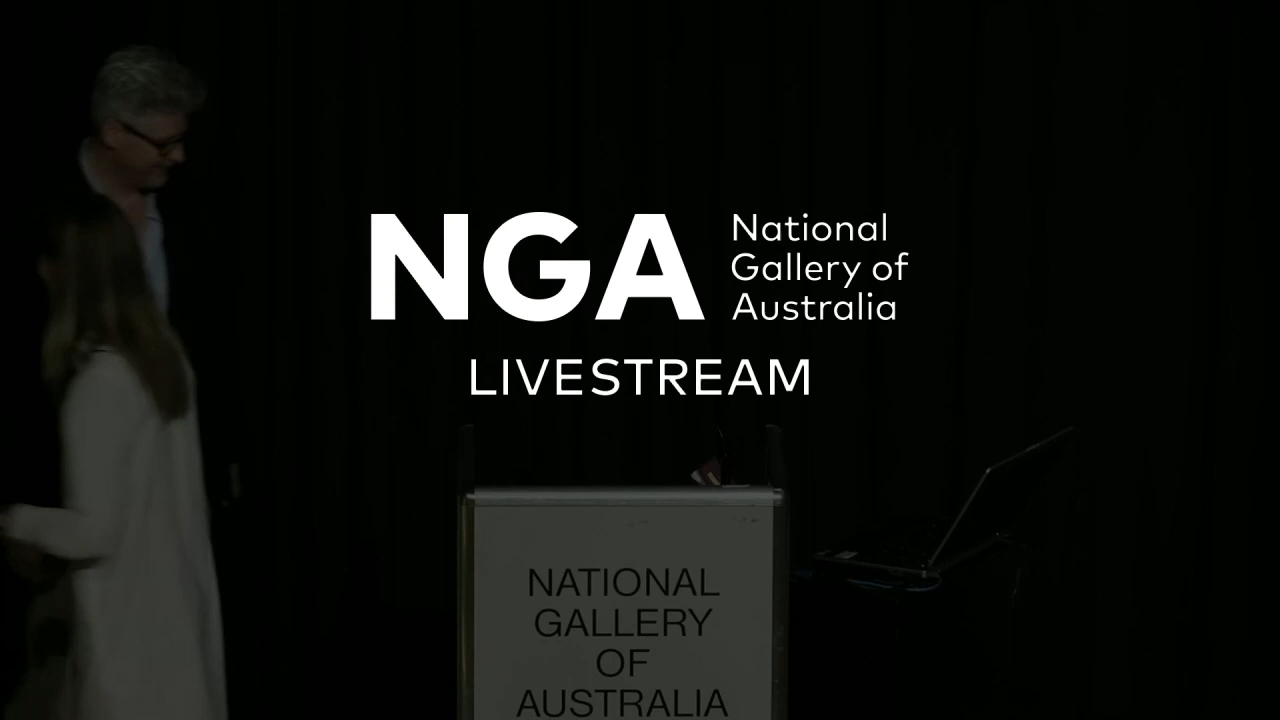 NGA
National
Gallery of
Australia
LIVESTREAM
NATIONAL
GALLERY
OF
AUSTRALIA